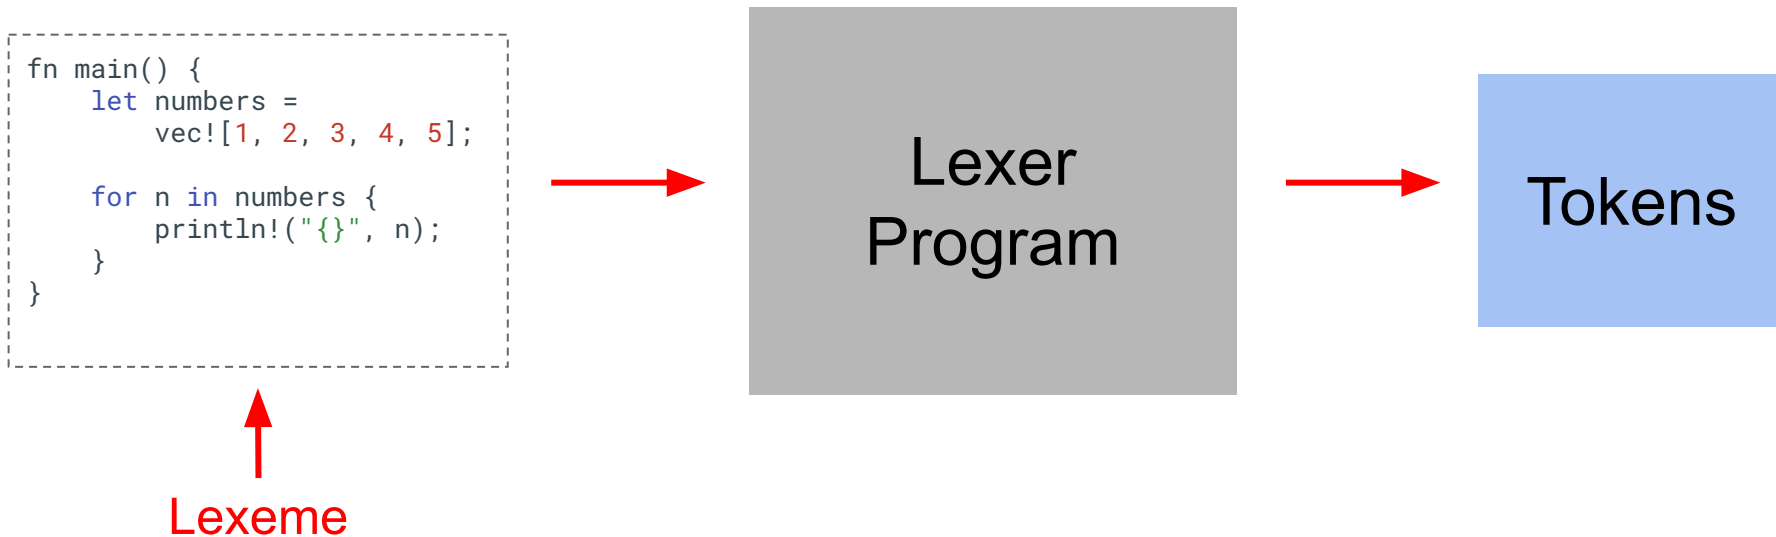 fn main() {
    let numbers =
        vec![1, 2, 3, 4, 5];
    for n in numbers {
        println!("{}", n);
    }
}
Lexeme
Lexer
Program
Tokens